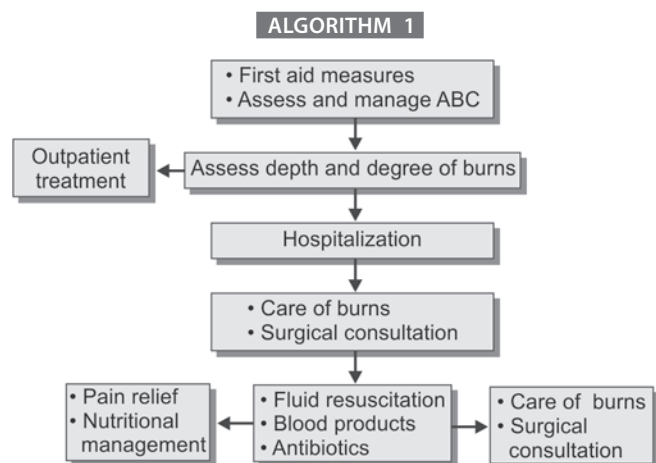 ALGORITHM 1
• First aid measures
• Assess and manage ABC
Outpatient
treatment
Assess depth and degree of burns
Hospitalization
• Care of burns
• Surgical consultation
• Pain relief
• Nutritional
management
• Fluid resuscitation
• Blood products
• Antibiotics
• Care of burns
• Surgical
consultation